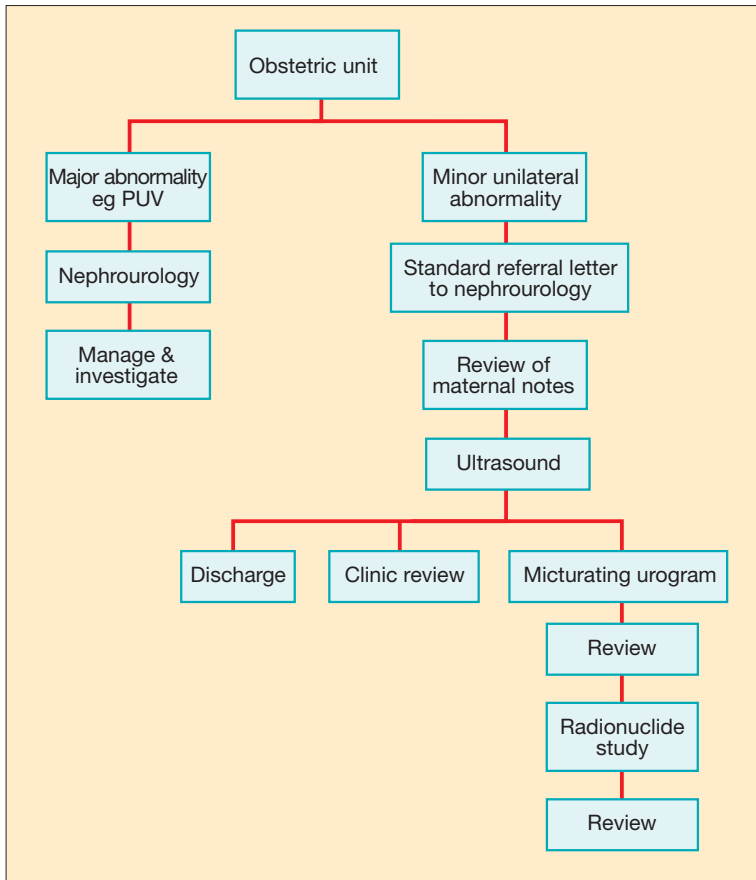 Obstetric unit
Major abnormality
eg PUV
Minor unilateral
abnormality
Nephrourology
Standard referral letter
to nephrourology
Manage &
investigate
Review of
maternal notes
Ultrasound
Discharge
Clinic review
Micturating urogram
Review
Radionuclide
study
Review